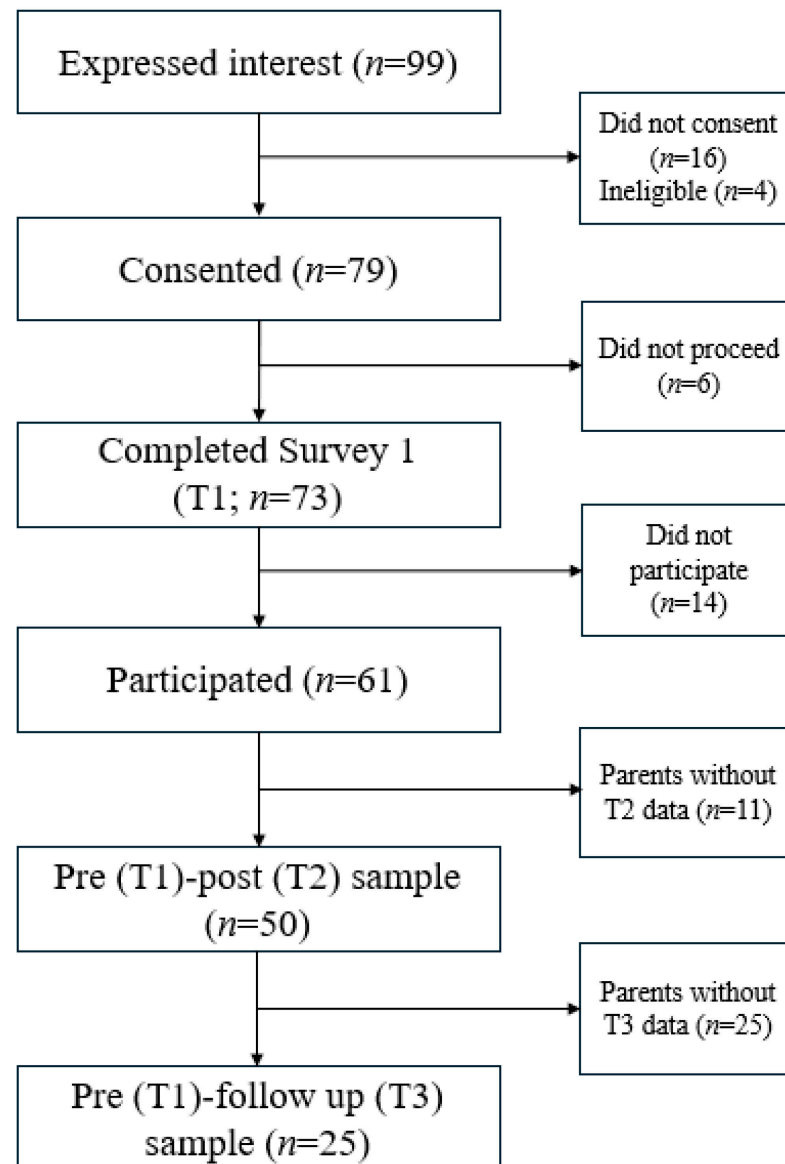 Expressed interest (n=99)
Did not consent
(n=16)
Ineligible (n=4)
Consented (n=79)
Did not proceed
(n=6)
Completed Survey 1
(T1; n=73)
Did not
participate
(n=14)
Participated (n=61)
Parents without
T2 data (n=11)
Pre (T1)-post (T2) sample
(n=50)
Parents without
T3 data (n=25)
Pre (T1)-follow up (T3)
sample (n=25)